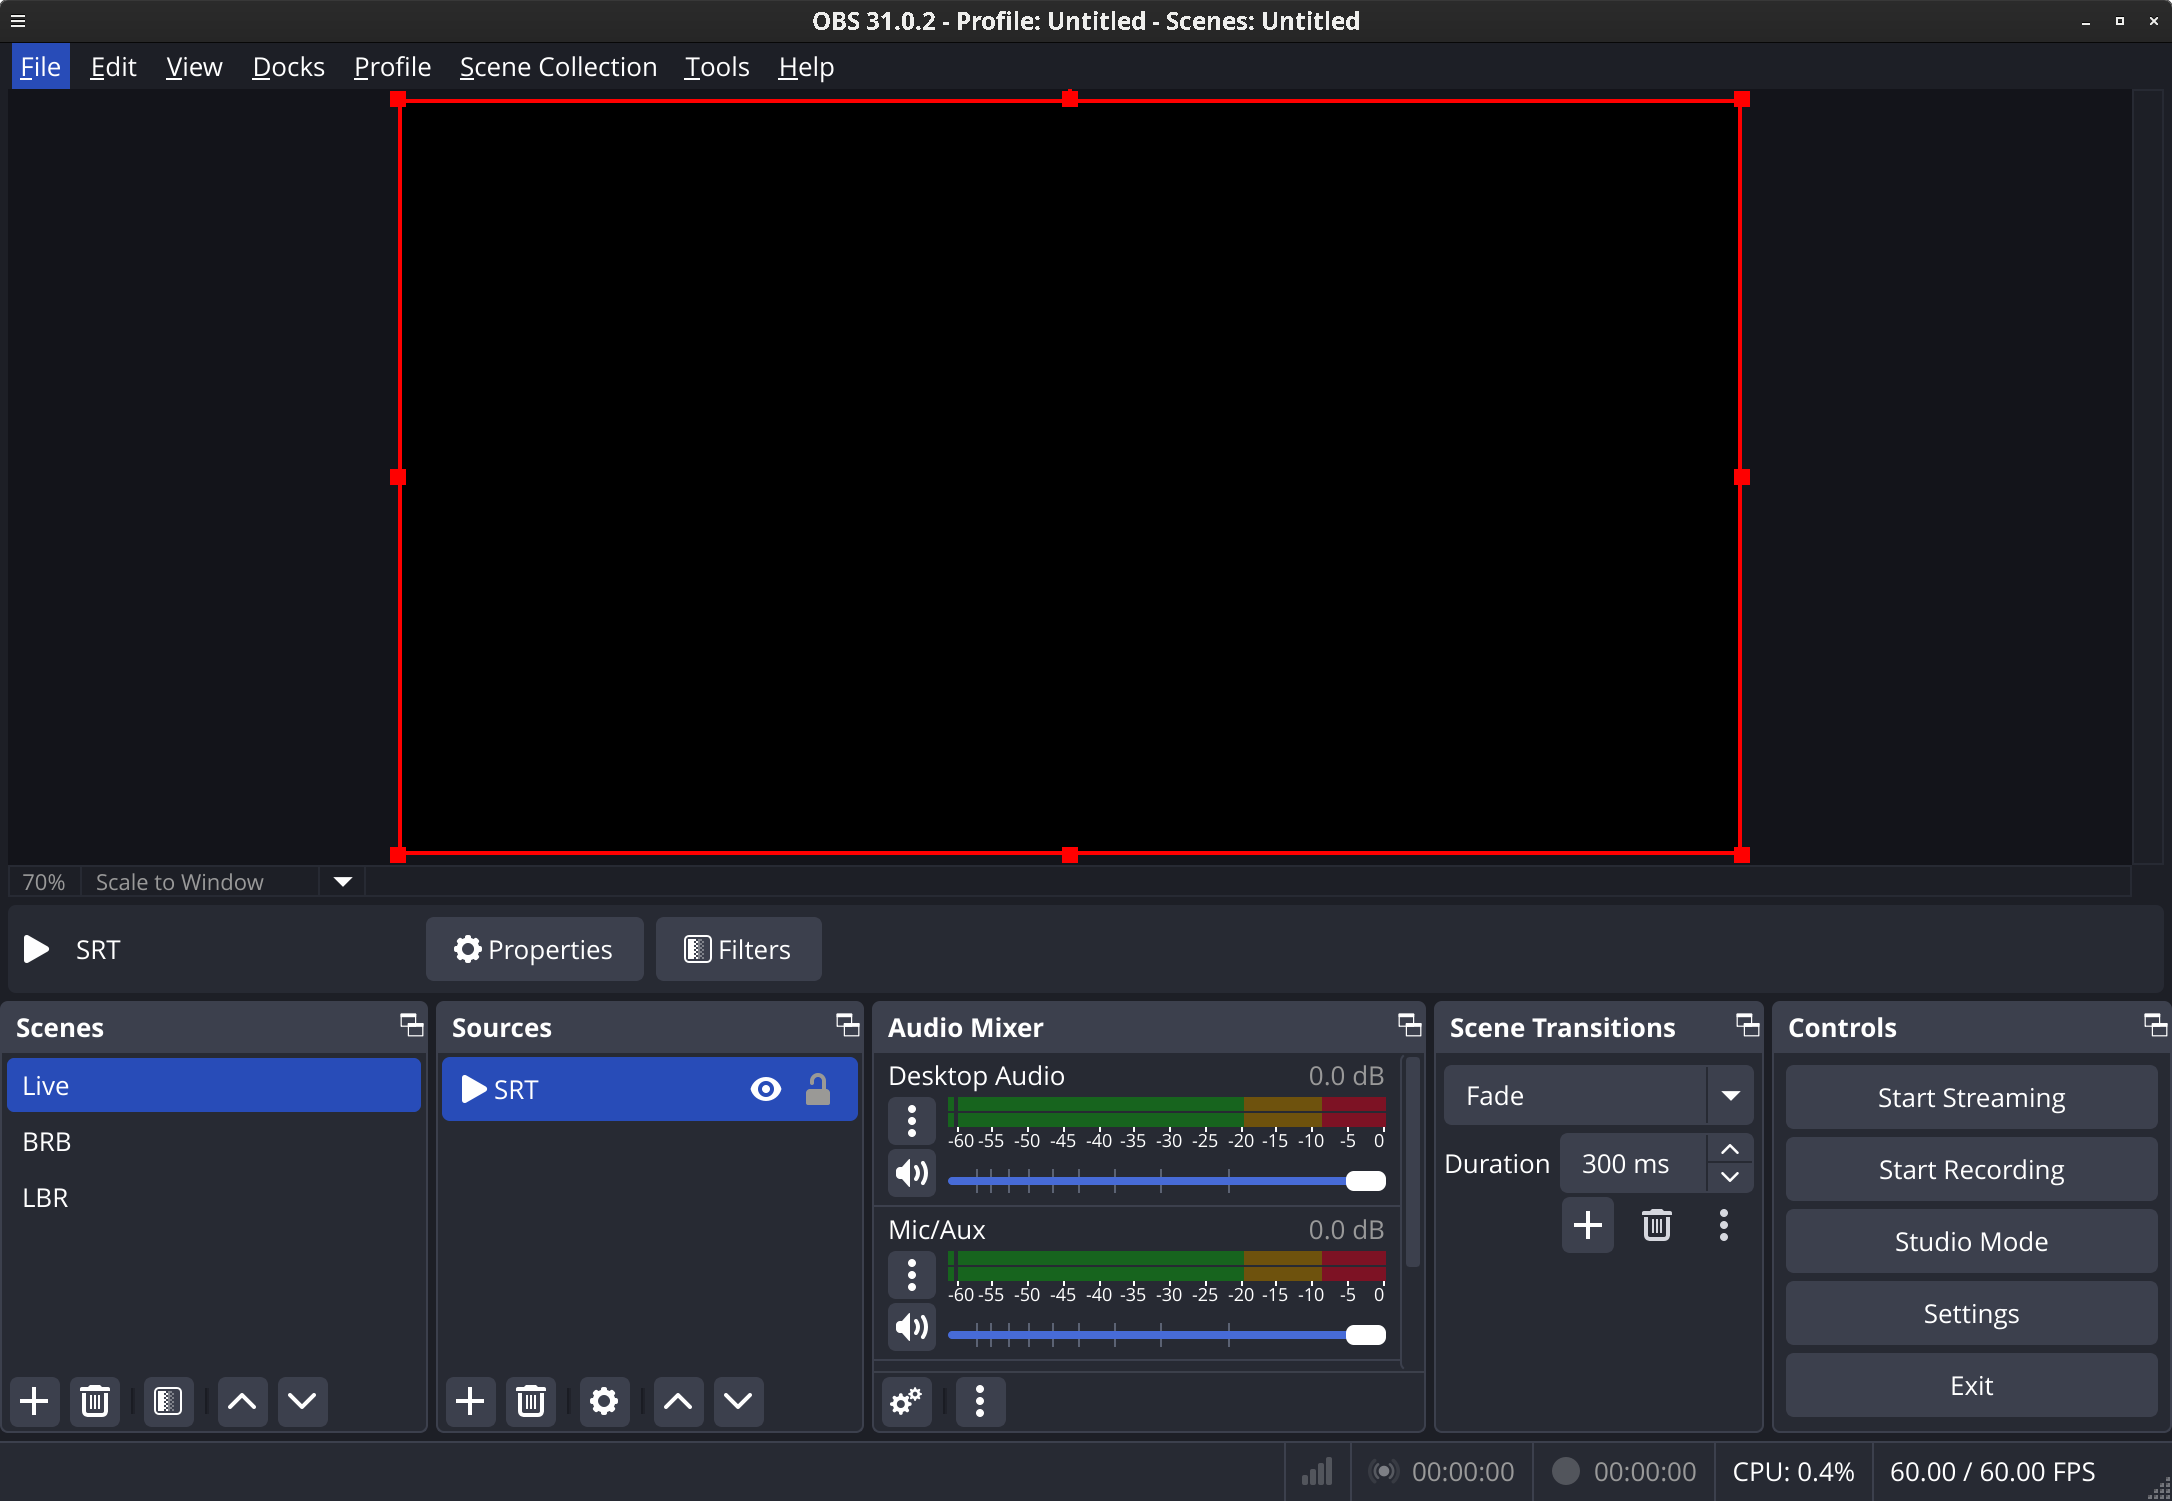 OBS 31.0.2 - Profile: Untitled - Scenes: Untitled
File Edit View Docks Profile Scene Collection Tools Help
70% Scale to Window
SRT Properties Filters
Scenes
Live
BRB
LBR
Sources
SRT
Audio Mixer
Desktop Audio 0.0 dB
-60 -55 -50 -45 -40 -35 -30 -25 -20 -15 -10 -5 0
Mic/Aux 0.0 dB
-60 -55 -50 -45 -40 -35 -30 -25 -20 -15 -10 -5 0
Scene Transitions
Fade
Duration 300 ms
Controls
Start Streaming
Start Recording
Studio Mode
Settings
Exit
00:00:00 00:00:00 CPU: 0.4% 60.00 / 60.00 FPS